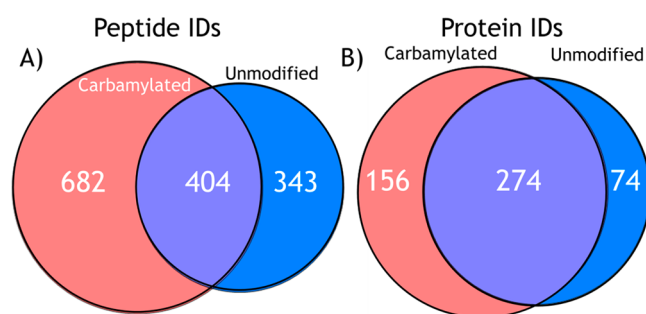 Peptide IDs
Protein IDs
A)
B)
Carbamylated
Unmodified
Carbamylated
Unmodified
682
404
343
156
274
74